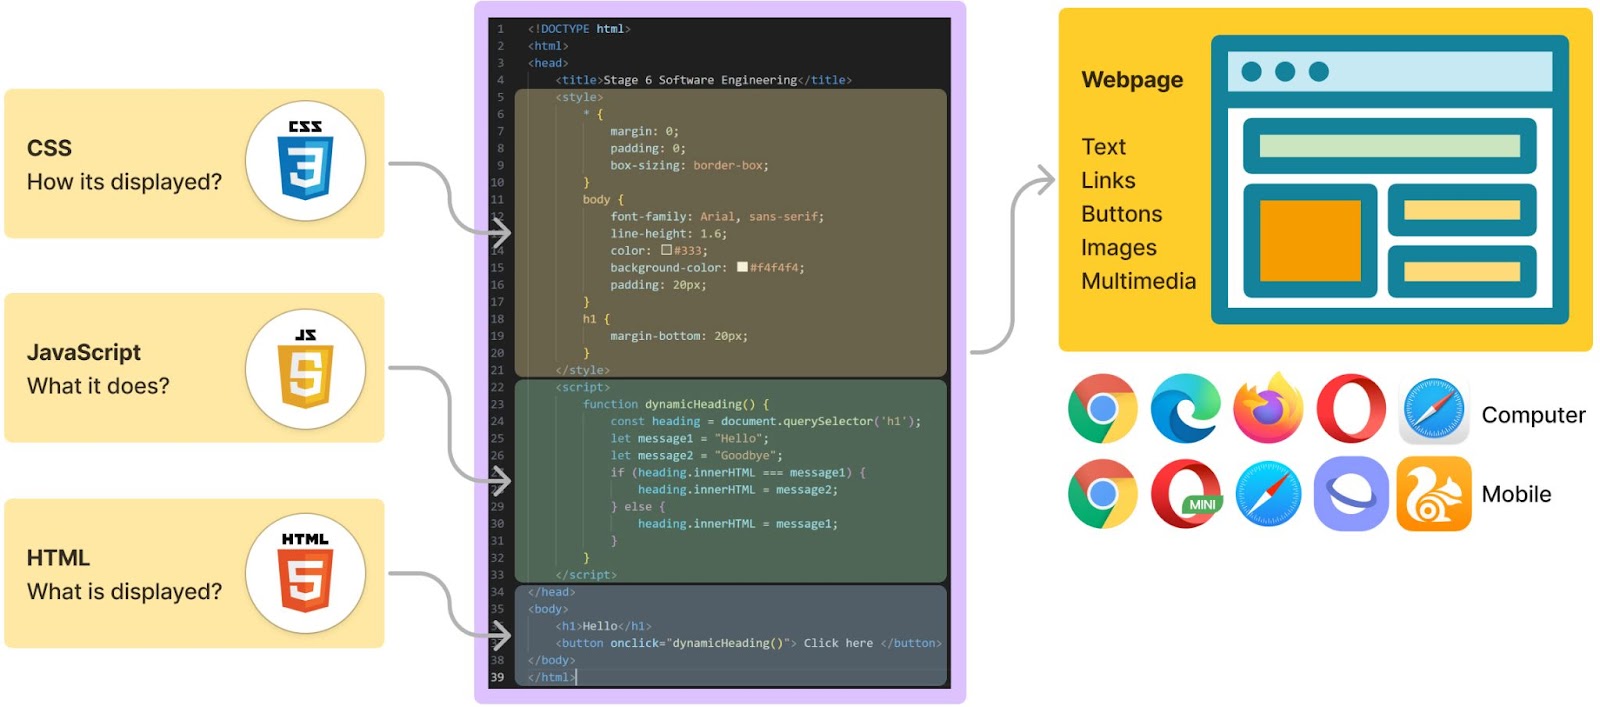 CSS
How its displayed?
CSS
3
JavaScript
What it does?
JS
5
HTML
What is displayed?
HTML
5
1 <!DOCTYPE html>
2 <html>
3 <head>
4 <title>Stage 6 Software Engineering</title>
5 <style>
6 * {
7 margin: 0;
8 padding: 0;
9 box-sizing: border-box;
10 }
11 body {
12 font-family: Arial, sans-serif;
line-height: 1.6;
14 color: #333;
15 background-color: #f4f4f4;
16 padding: 20px;
17 }
18 h1 {
19 margin-bottom: 20px;
20 }
21 </style>
22 <script>
23 function dynamicHeading() {
24 const heading = document.querySelector('h1');
25 let message1 = "Hello";
26 let message2 = "Goodbye";
if (heading.innerHTML === message1) {
heading.innerHTML = message2;
29 } else {
30 heading.innerHTML = message1;
31 }
32 }
33 </script>
34 </head>
35 <body>
<h1>Hello</h1>
<button onclick="dynamicHeading()"> Click here </button>
38 </body>
39 </html>
Webpage
Text
Links
Buttons
Images
Multimedia
Computer
MINI
Mobile